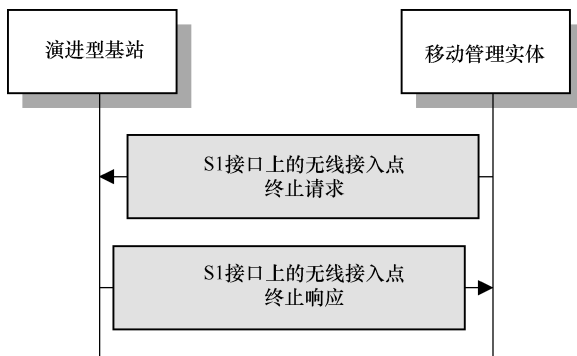 演进型基站
移动管理实体
S1接口上的无线接入点
终止请求
S1接口上的无线接入点
终止响应